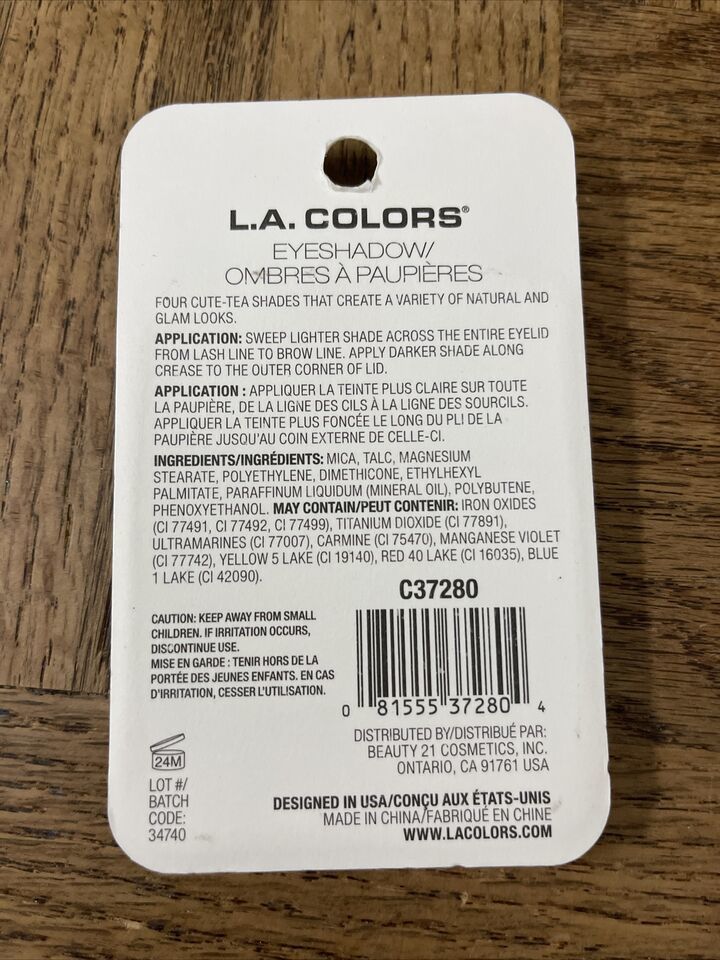 L.A. COLORS®
EYESHADOW/
OMBRES À PAUPIÈRES
FOUR CUTE-TEA SHADES THAT CREATE A VARIETY OF NATURAL AND
GLAM LOOKS.
APPLICATION: SWEEP LIGHTER SHADE ACROSS THE ENTIRE EYELID
FROM LASH LINE TO BROW LINE. APPLY DARKER SHADE ALONG
CREASE TO THE OUTER CORNER OF LID.
APPLICATION : APPLIQUER LA TEINTE PLUS CLAIRE SUR TOUTE
LA PAUPIÈRE, DE LA LIGNE DES CILS À LA LIGNE DES SOURCILS.
APPLIQUER LA TEINTE PLUS FONCÉE LE LONG DU PLI DE LA
PAUPIÈRE JUSQU'AU COIN EXTERNE DE CELLE-CI.
INGREDIENTS/INGRÉDIENTS: MICA, TALC, MAGNESIUM
STEARATE, POLYETHYLENE, DIMETHICONE, ETHYLHEXYL
PALMITATE, PARAFFINUM LIQUIDUM (MINERAL OIL), POLYBUTENE,
PHENOXYETHANOL. MAY CONTAIN/PEUT CONTENIR: IRON OXIDES
(CI 77491, CI 77492, CI 77499), TITANIUM DIOXIDE (CI 77891),
ULTRAMARINES (CI 77007), CARMINE (CI 75470), MANGANESE VIOLET
(CI 77742), YELLOW 5 LAKE (CI 19140), RED 40 LAKE (CI 16035), BLUE
1 LAKE (CI 42090).
C37280
CAUTION: KEEP AWAY FROM SMALL
CHILDREN. IF IRRITATION OCCURS,
DISCONTINUE USE.
MISE EN GARDE : TENIR HORS DE LA
PORTÉE DES JEUNES ENFANTS. EN CAS
D'IRRITATION, CESSER L'UTILISATION.
0 81555 37280 4
DISTRIBUTED BY/DISTRIBUÉ PAR:
BEAUTY 21 COSMETICS, INC.
ONTARIO, CA 91761 USA
24M
LOT #/
BATCH
CODE:
34740
DESIGNED IN USA/CONÇU AUX ÉTATS-UNIS
MADE IN CHINA/FABRIQUÉ EN CHINE
WWW.LACOLORS.COM